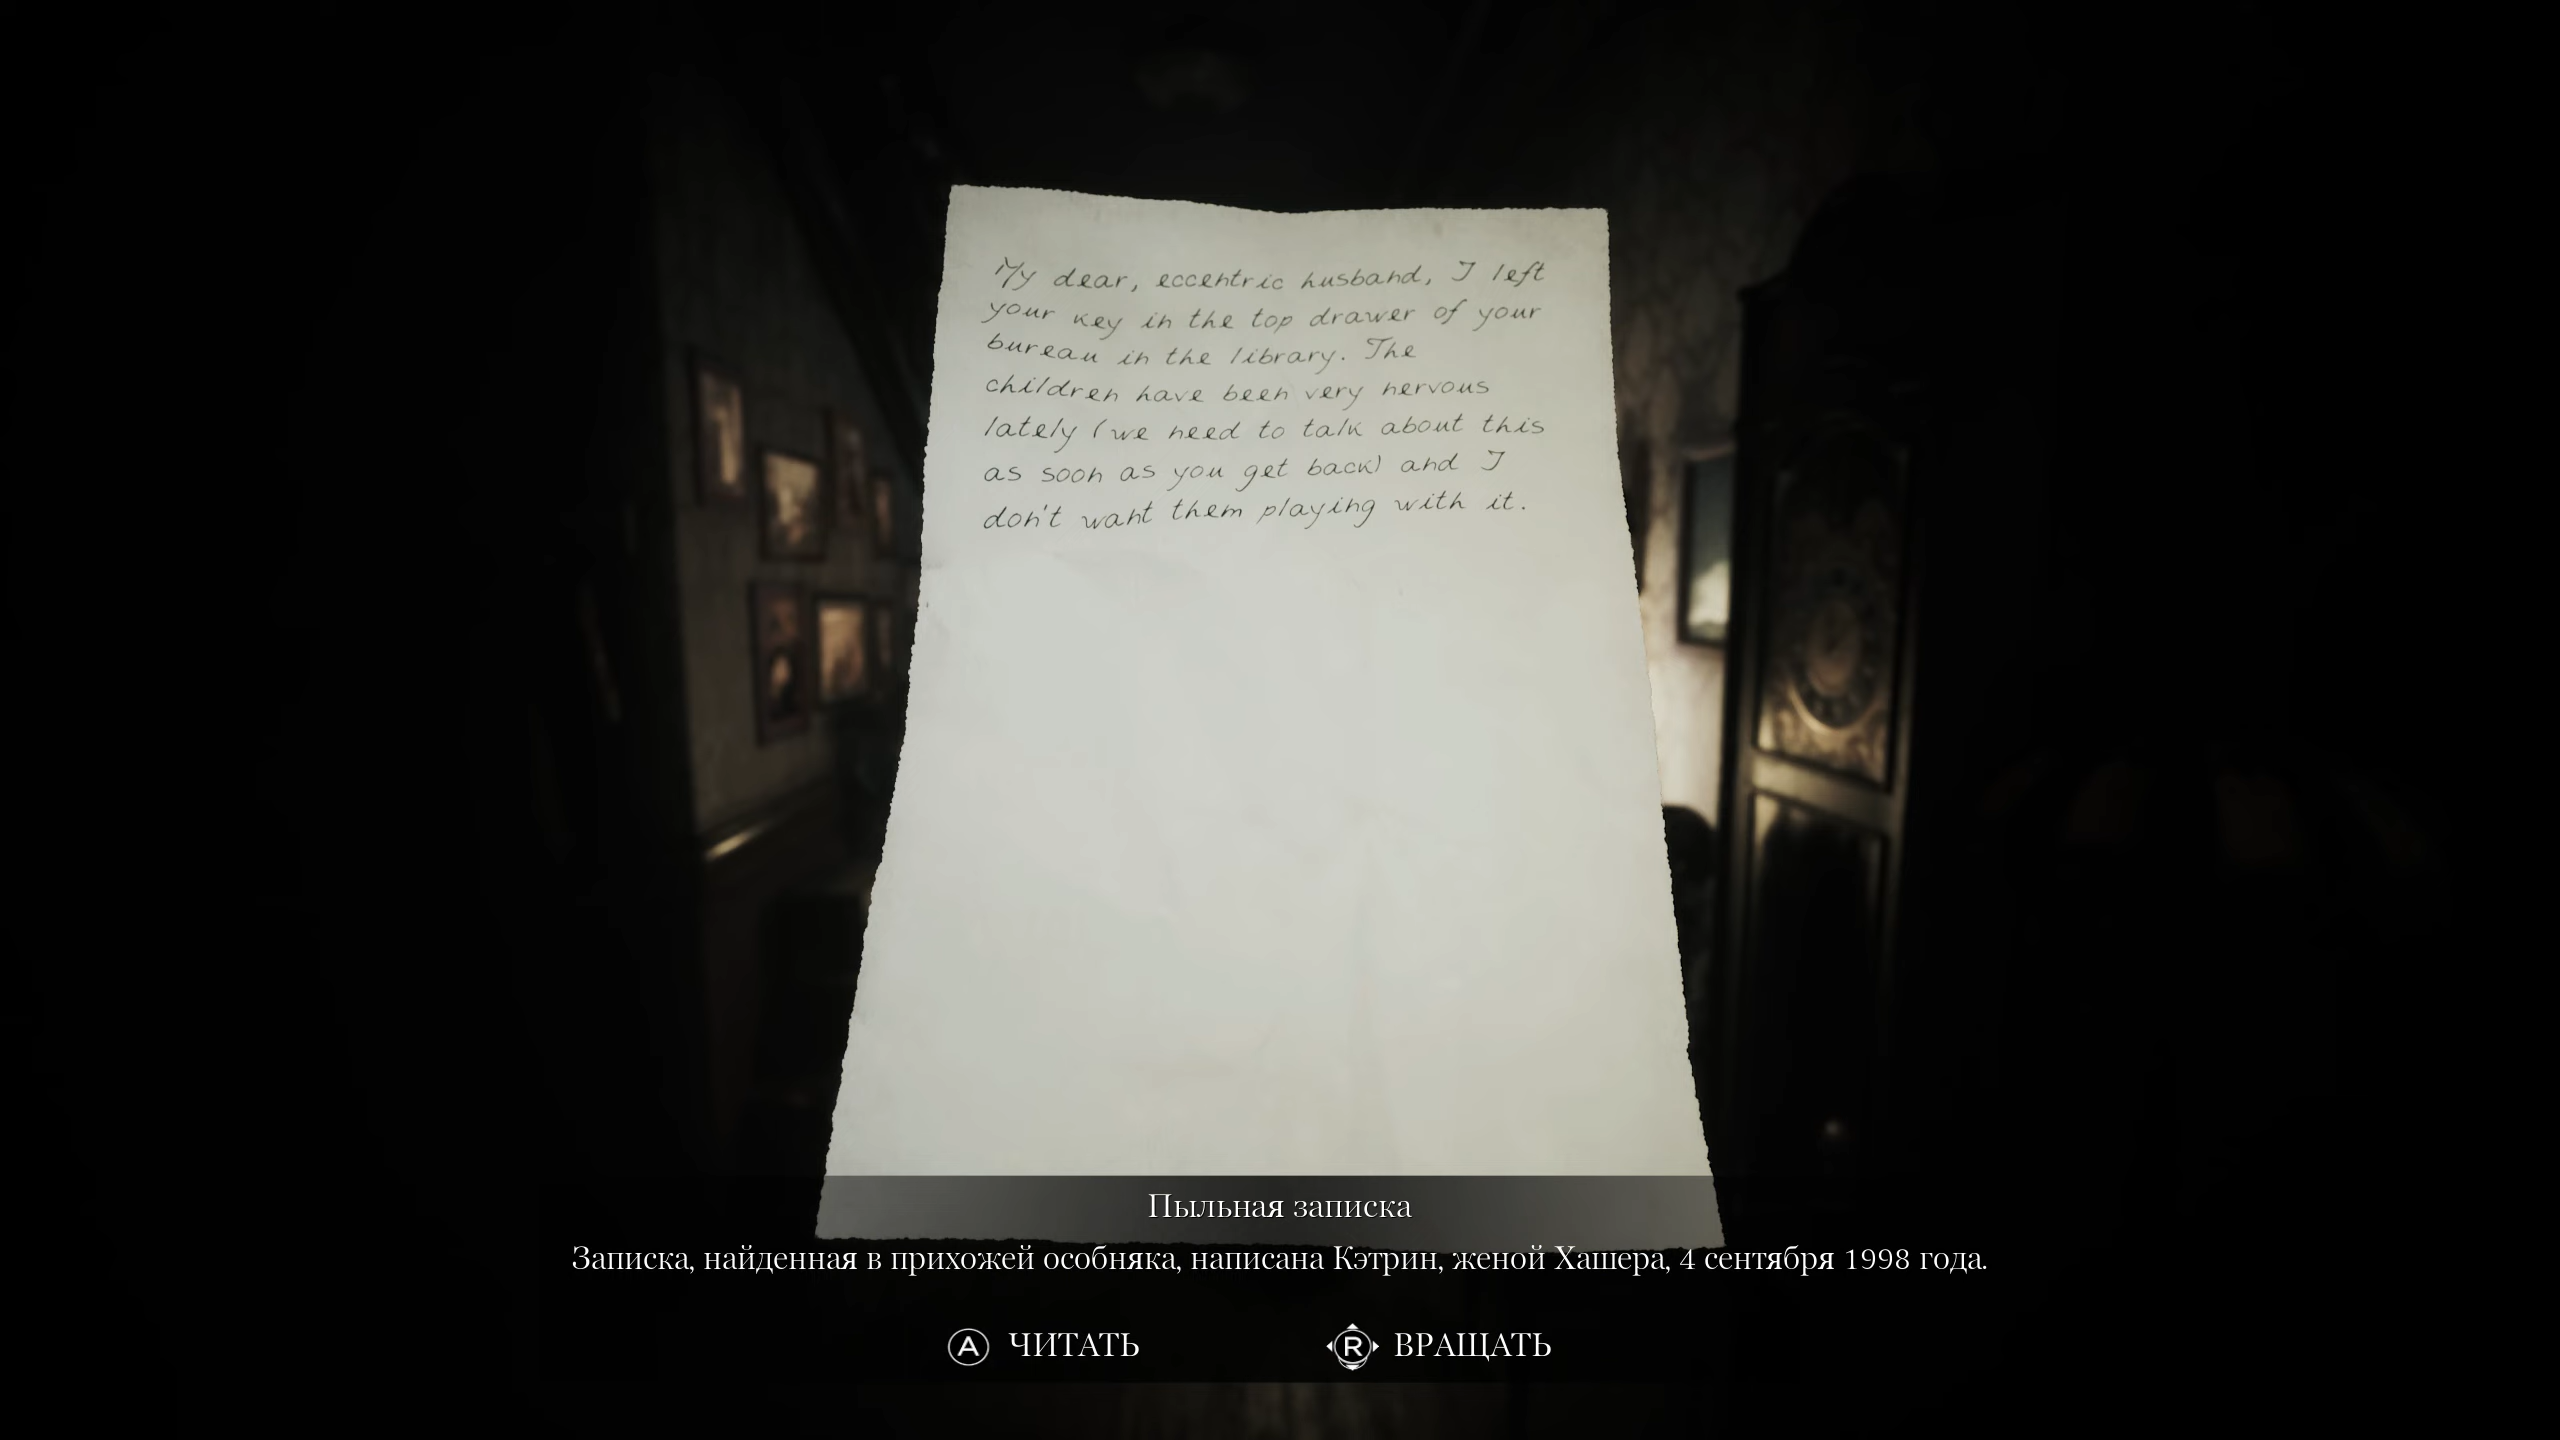 My dear, eccentric husband, I left
your key in the top drawer of your
bureau in the library. The
children have been very nervous
lately (we need to talk about this
as soon as you get back) and I
don't want them playing with it.
Пыльная записка
Записка, найденная в прихожей особняка, написана Кэтрин, женой Хашера, 4 сентября 1998 года.
A ЧИТАТЬ R ВРАЩАТЬ